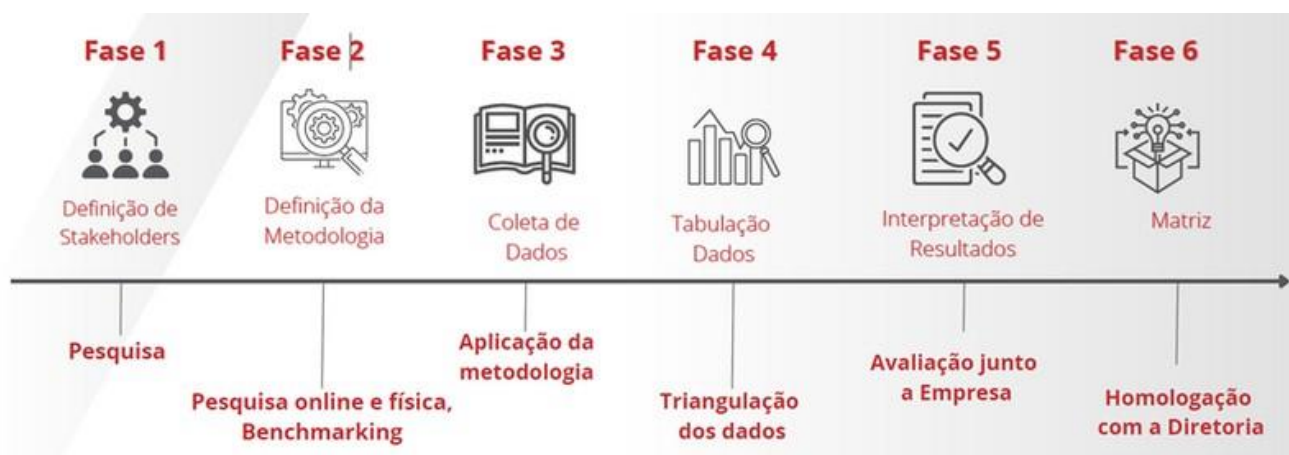 Fase 1
Fase 2
Fase 3
Fase 4
Fase 5
Fase 6
Definição de
Stakeholders
Definição da
Metodologia
Coleta de
Dados
Tabulação
Dados
Interpretação de
Resultados
Matriz
Pesquisa
Pesquisa online e física,
Benchmarking
Aplicação da
metodologia
Triangulação
dos dados
Avaliação junto
a Empresa
Homologação
com a Diretoria